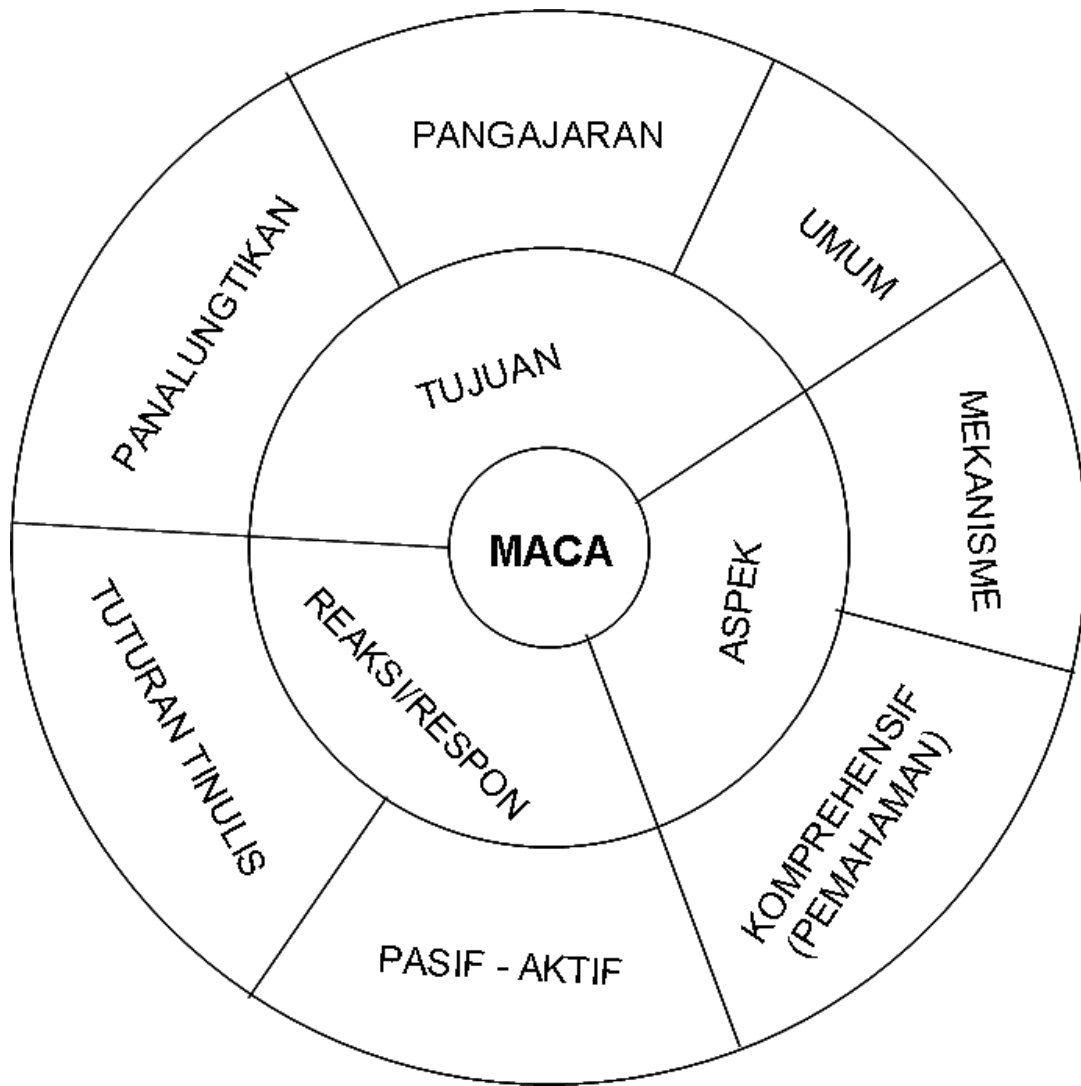 PANGAJARAN
UMUM
PANALUNGTIKAN
TUJUAN
MEKANISME
MACA
ASPEK
REAKSI/RESPON
TUTURAN TINULIS
KOMPREHENSIF
(PEMAHAMAN)
PASIF - AKTIF